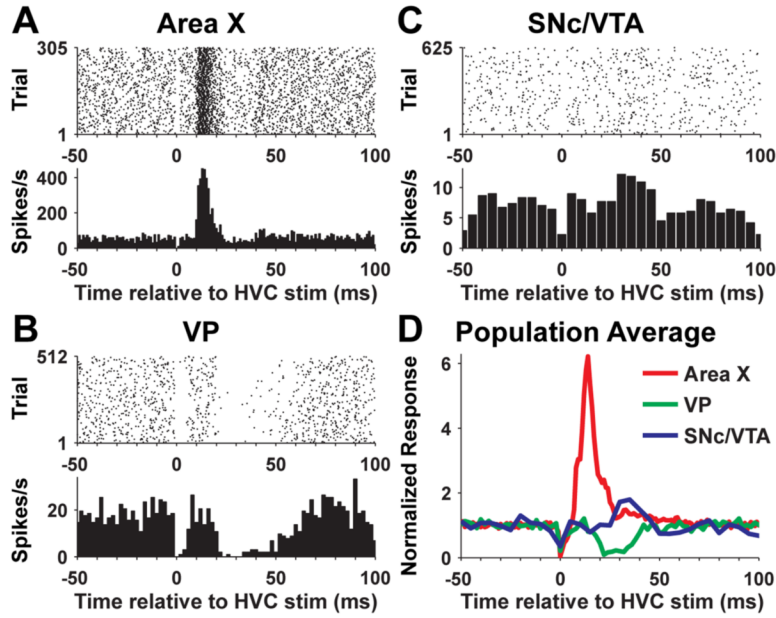 A Area X
305
Trial
1
-50 0 50 100
400
200
0
Spikes/s
-50 0 50 100
Time relative to HVC stim (ms)
B VP
512
Trial
1
-50 0 50 100
20
0
Spikes/s
-50 0 50 100
Time relative to HVC stim (ms)
C SNc/VTA
625
Trial
1
-50 0 50 100
10
5
0
Spikes/s
-50 0 50 100
Time relative to HVC stim (ms)
D Population Average
6
4
2
0
Normalized Response
Area X
VP
SNc/VTA
-50 0 50 100
Time relative to HVC stim (ms)